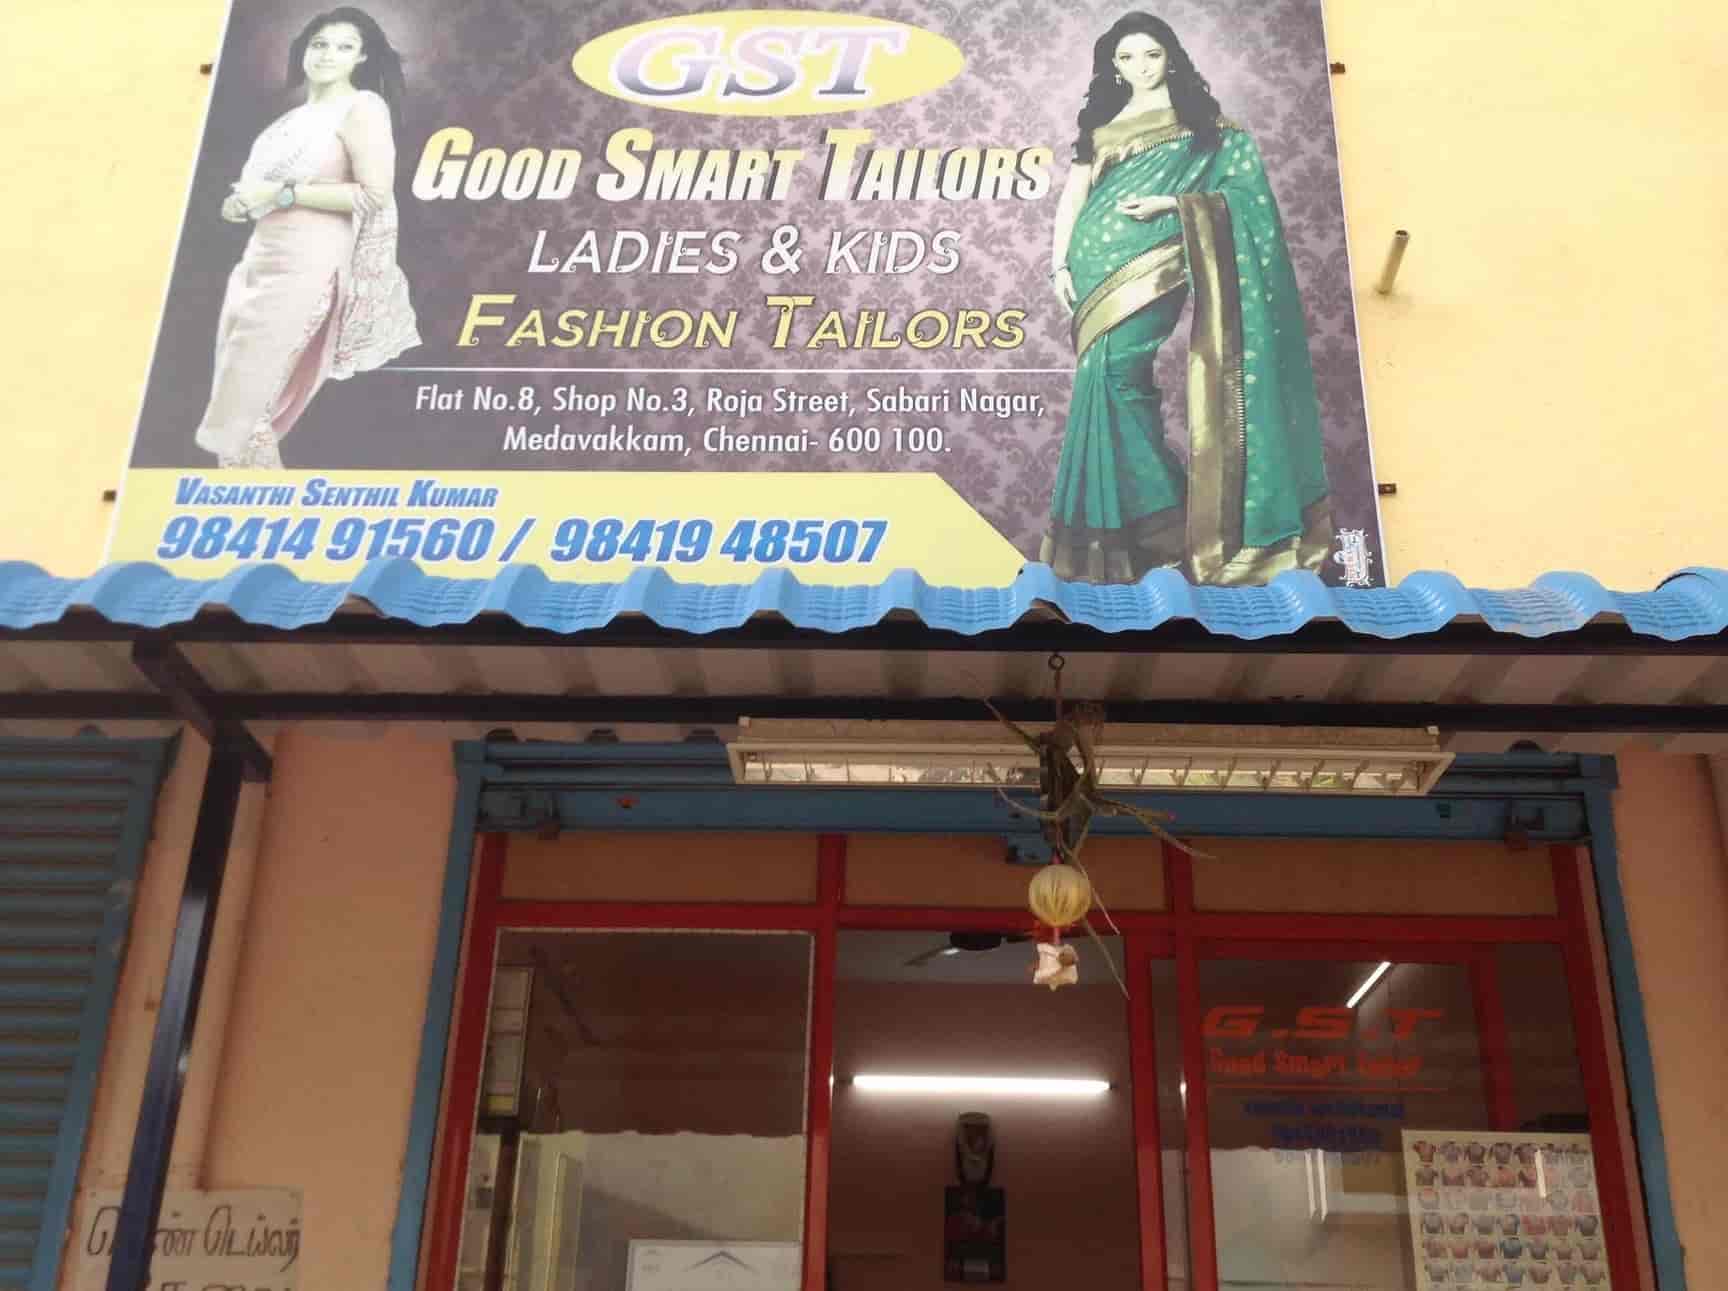 GST
GOOD SMART TAILORS
LADIES & KIDS
FASHION TAILORS
Flat No.8, Shop No.3, Roja Street, Sabari Nagar,
Medavakkam, Chennai- 600 100.
VASANTHI SENTHIL KUMAR
98414 91560 / 98419 48507
G.S.T
Good Smart
டெய்லர்